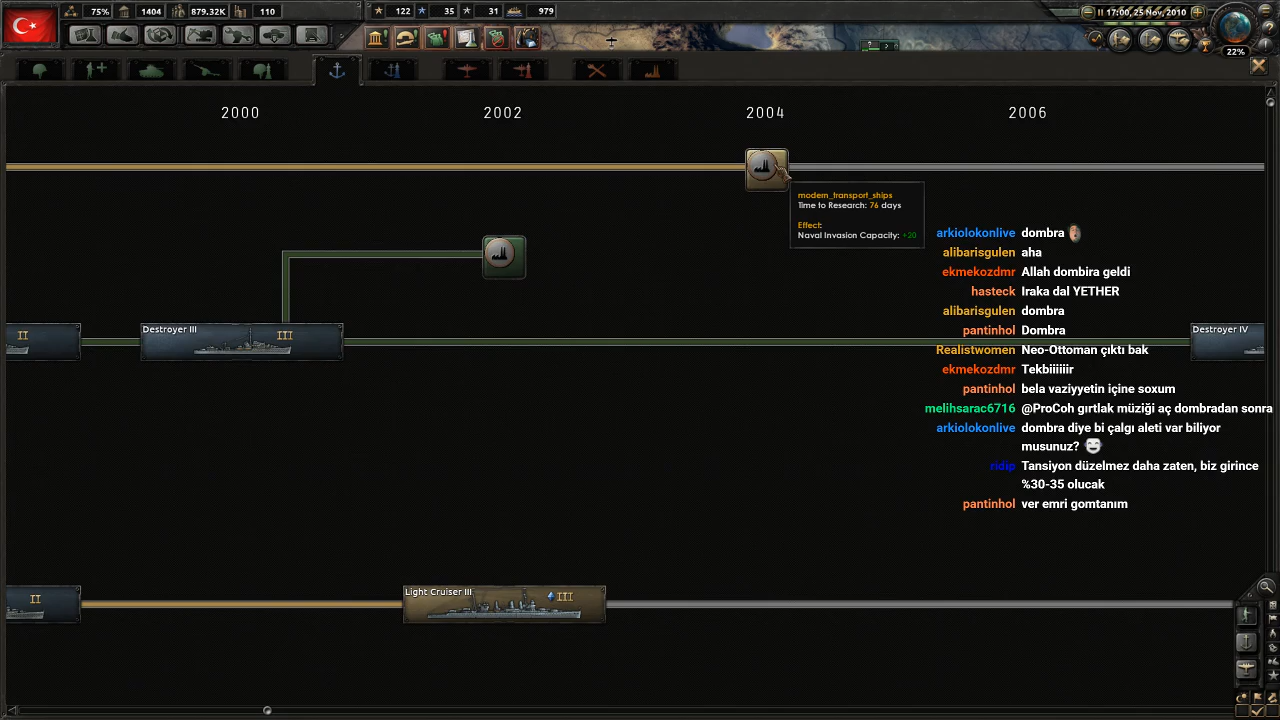 75% 1404 879.32K 110 122 35 31 979 17:00, 25 Nov, 2010
22%
2000 2002 2004 2006
modern_transport_ships
Time to Research: 76 days
Effect:
Naval Invasion Capacity: +20
arkiolokonlive dombra
alibarisgulen aha
ekmekozdmr Allah dombira geldi
hasteck Iraka dal YETHER
alibarisgulen dombra
II Destroyer III III pantinhol Dombra Destroyer IV
Realistwomen Neo-Ottoman çıktı bak
ekmekozdmr Tekbiiiiiir
pantinhol bela vaziyyetin içine soxum
melihsarac6716 @ProCoh gırtlak müziği aç dombradan sonra
arkiolokonlive dombra diye bi çalgı aleti var biliyor
musunuz?
ridip Tansiyon düzelmez daha zaten, biz girince
%30-35 olucak
pantinhol ver emri gomtanım
II Light Cruiser III III